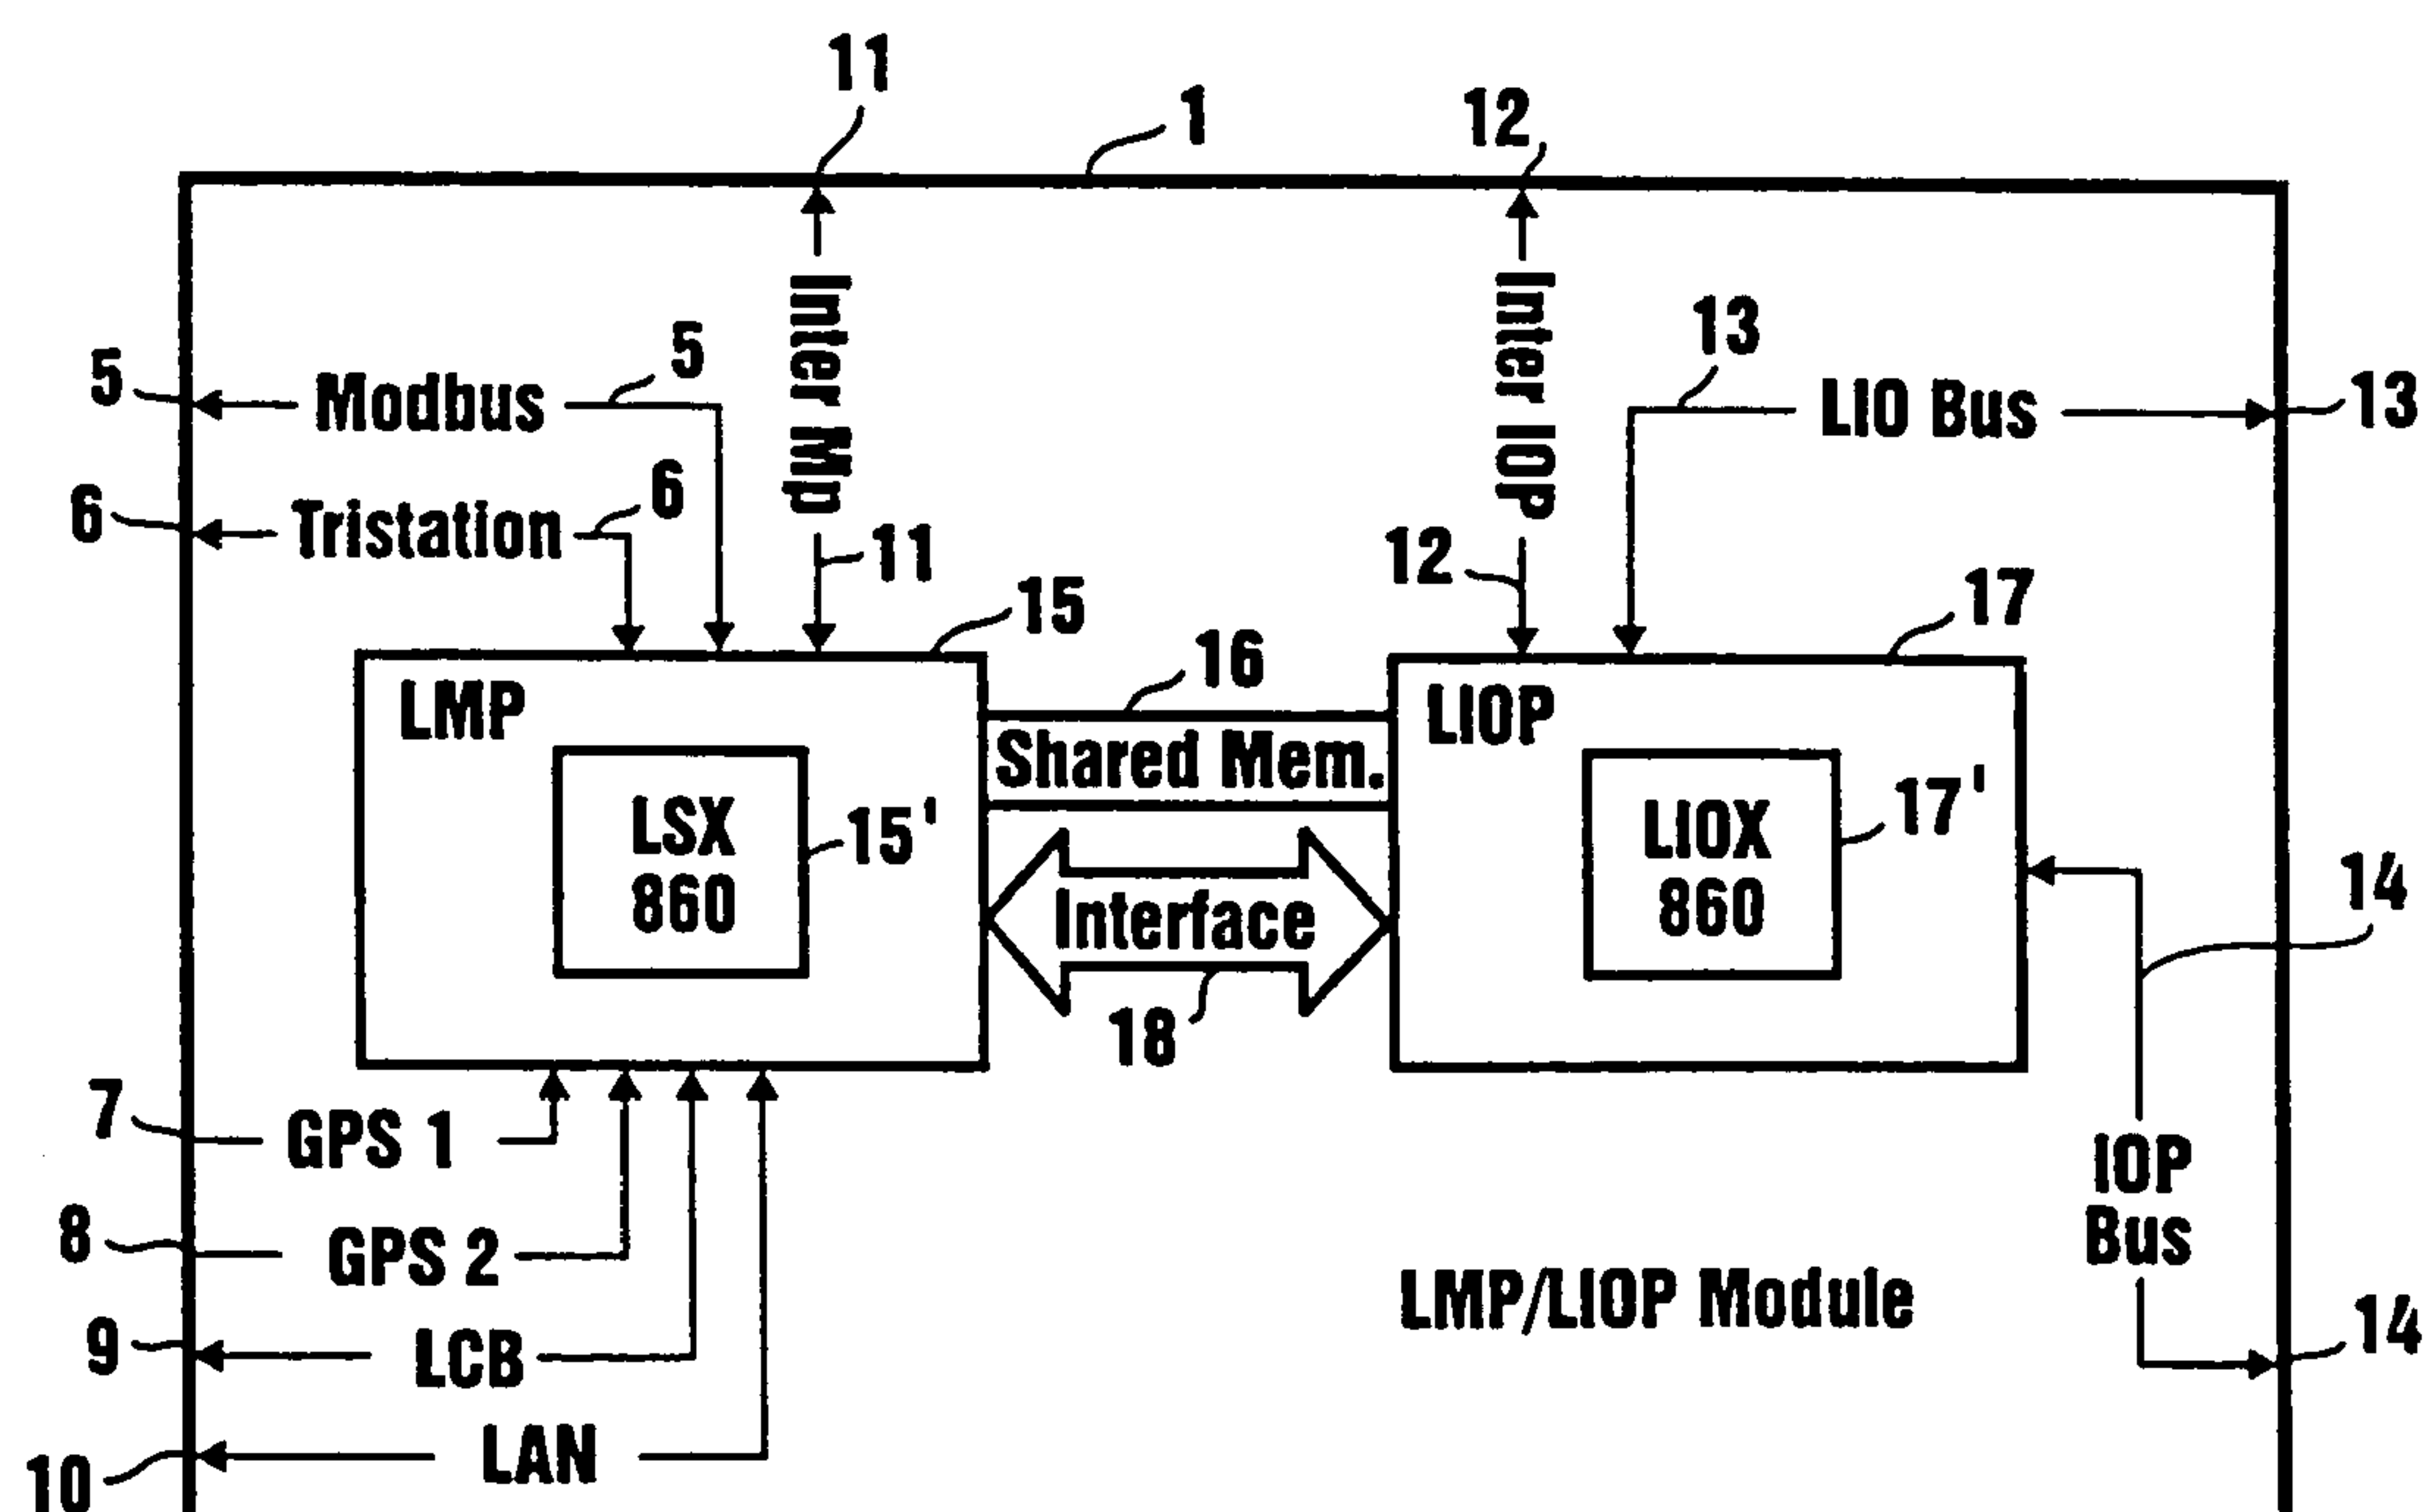 11
1
12
5
Modbus
5
Inter Mp
Inter IOP
13
LIO Bus
13
6
Tristation
6
11
12
15
17
16
LMP
Shared Mem.
LIOP
LSX
860
15'
LIOX
860
17'
Interface
14
18
7
GPS 1
IOP
Bus
8
GPS 2
LMP/LIOP Module
9
LCB
14
10
LAN